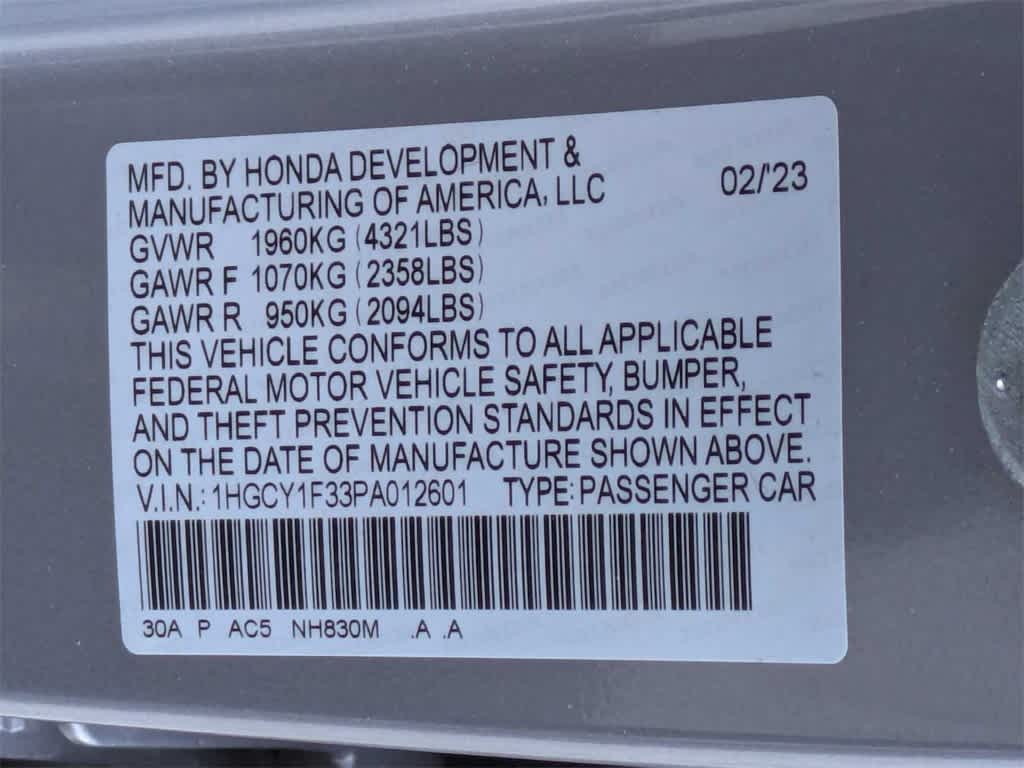 MFD. BY HONDA DEVELOPMENT &
MANUFACTURING OF AMERICA, LLC 02/'23
GVWR 1960KG (4321LBS)
GAWR F 1070KG (2358LBS)
GAWR R 950KG (2094LBS)
THIS VEHICLE CONFORMS TO ALL APPLICABLE
FEDERAL MOTOR VEHICLE SAFETY, BUMPER,
AND THEFT PREVENTION STANDARDS IN EFFECT
ON THE DATE OF MANUFACTURE SHOWN ABOVE.
V.I.N.: 1HGCY1F33PA012601 TYPE: PASSENGER CAR
30A P AC5 NH830M .A .A